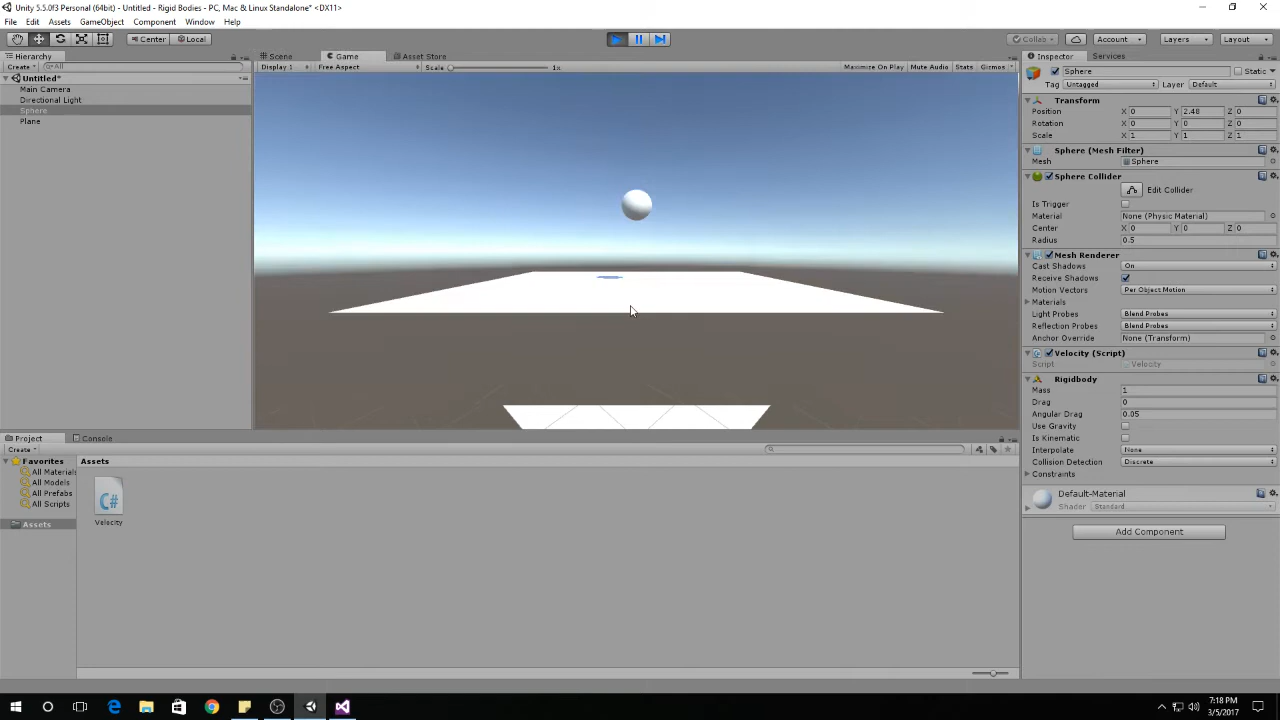 Unity 5.5.0f3 Personal (64bit) - Untitled - Rigid Bodies - PC, Mac & Linux Standalone* <DX11>
File Edit Assets GameObject Component Window Help
Center Local Collab Account Layers Layout
Hierarchy
Create All
Untitled*
Main Camera
Directional Light
Sphere
Plane
Scene Game Asset Store
Display 1 Free Aspect Scale 1x Maximize On Play Mute Audio Stats Gizmos
Inspector Services
Sphere Static
Tag Untagged Layer Default
Transform
Position X 0 Y 2.48 Z 0
Rotation X 0 Y 0 Z 0
Scale X 1 Y 1 Z 1
Sphere (Mesh Filter)
Mesh Sphere
Sphere Collider
Edit Collider
Is Trigger
Material None (Physic Material)
Center X 0 Y 0 Z 0
Radius 0.5
Mesh Renderer
Cast Shadows On
Receive Shadows
Motion Vectors Per Object Motion
Materials
Light Probes Blend Probes
Reflection Probes Blend Probes
Anchor Override None (Transform)
Velocity (Script)
Script Velocity
Rigidbody
Mass 1
Drag 0
Angular Drag 0.05
Use Gravity
Is Kinematic
Interpolate None
Collision Detection Discrete
Constraints
Default-Material
Shader Standard
Add Component
Project Console
Create
Favorites
All Materials
All Models
All Prefabs
All Scripts
Assets
Assets
C#
Velocity
7:18 PM
3/5/2017